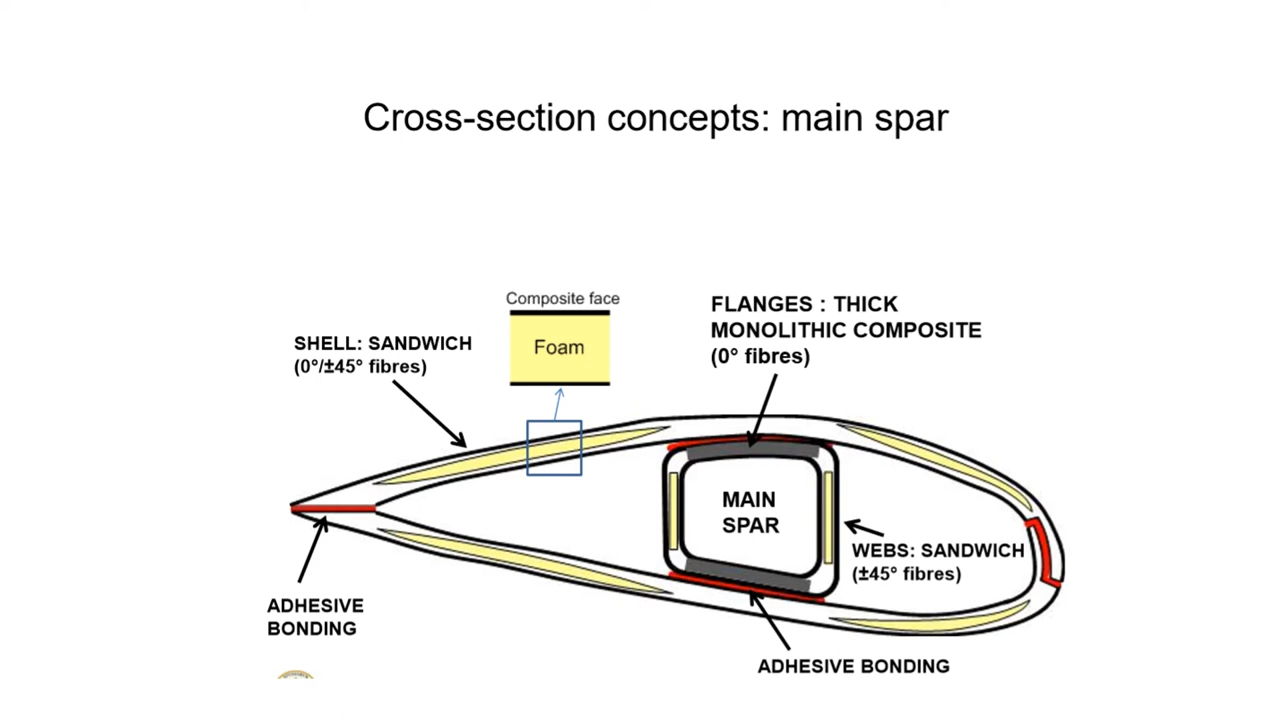 Cross-section concepts: main spar
Composite face
Foam
SHELL: SANDWICH
(0°/±45° fibres)
FLANGES : THICK
MONOLITHIC COMPOSITE
(0° fibres)
MAIN
SPAR
WEBS: SANDWICH
(±45° fibres)
ADHESIVE
BONDING
ADHESIVE BONDING